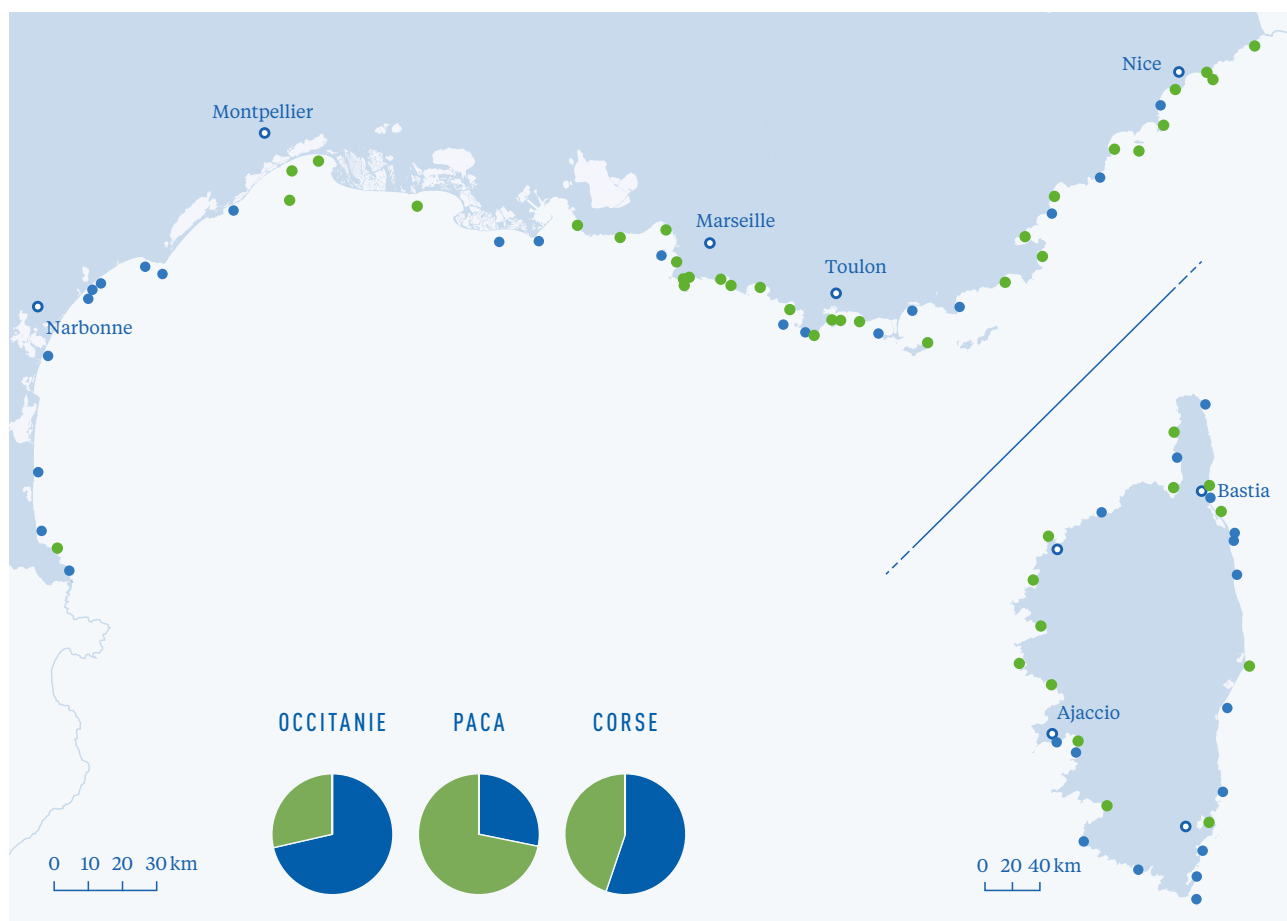 Nice
Montpellier
Marseille
Toulon
Narbonne
Bastia
Ajaccio
OCCITANIE
PACA
CORSE
0 10 20 30 km
0 20 40 km